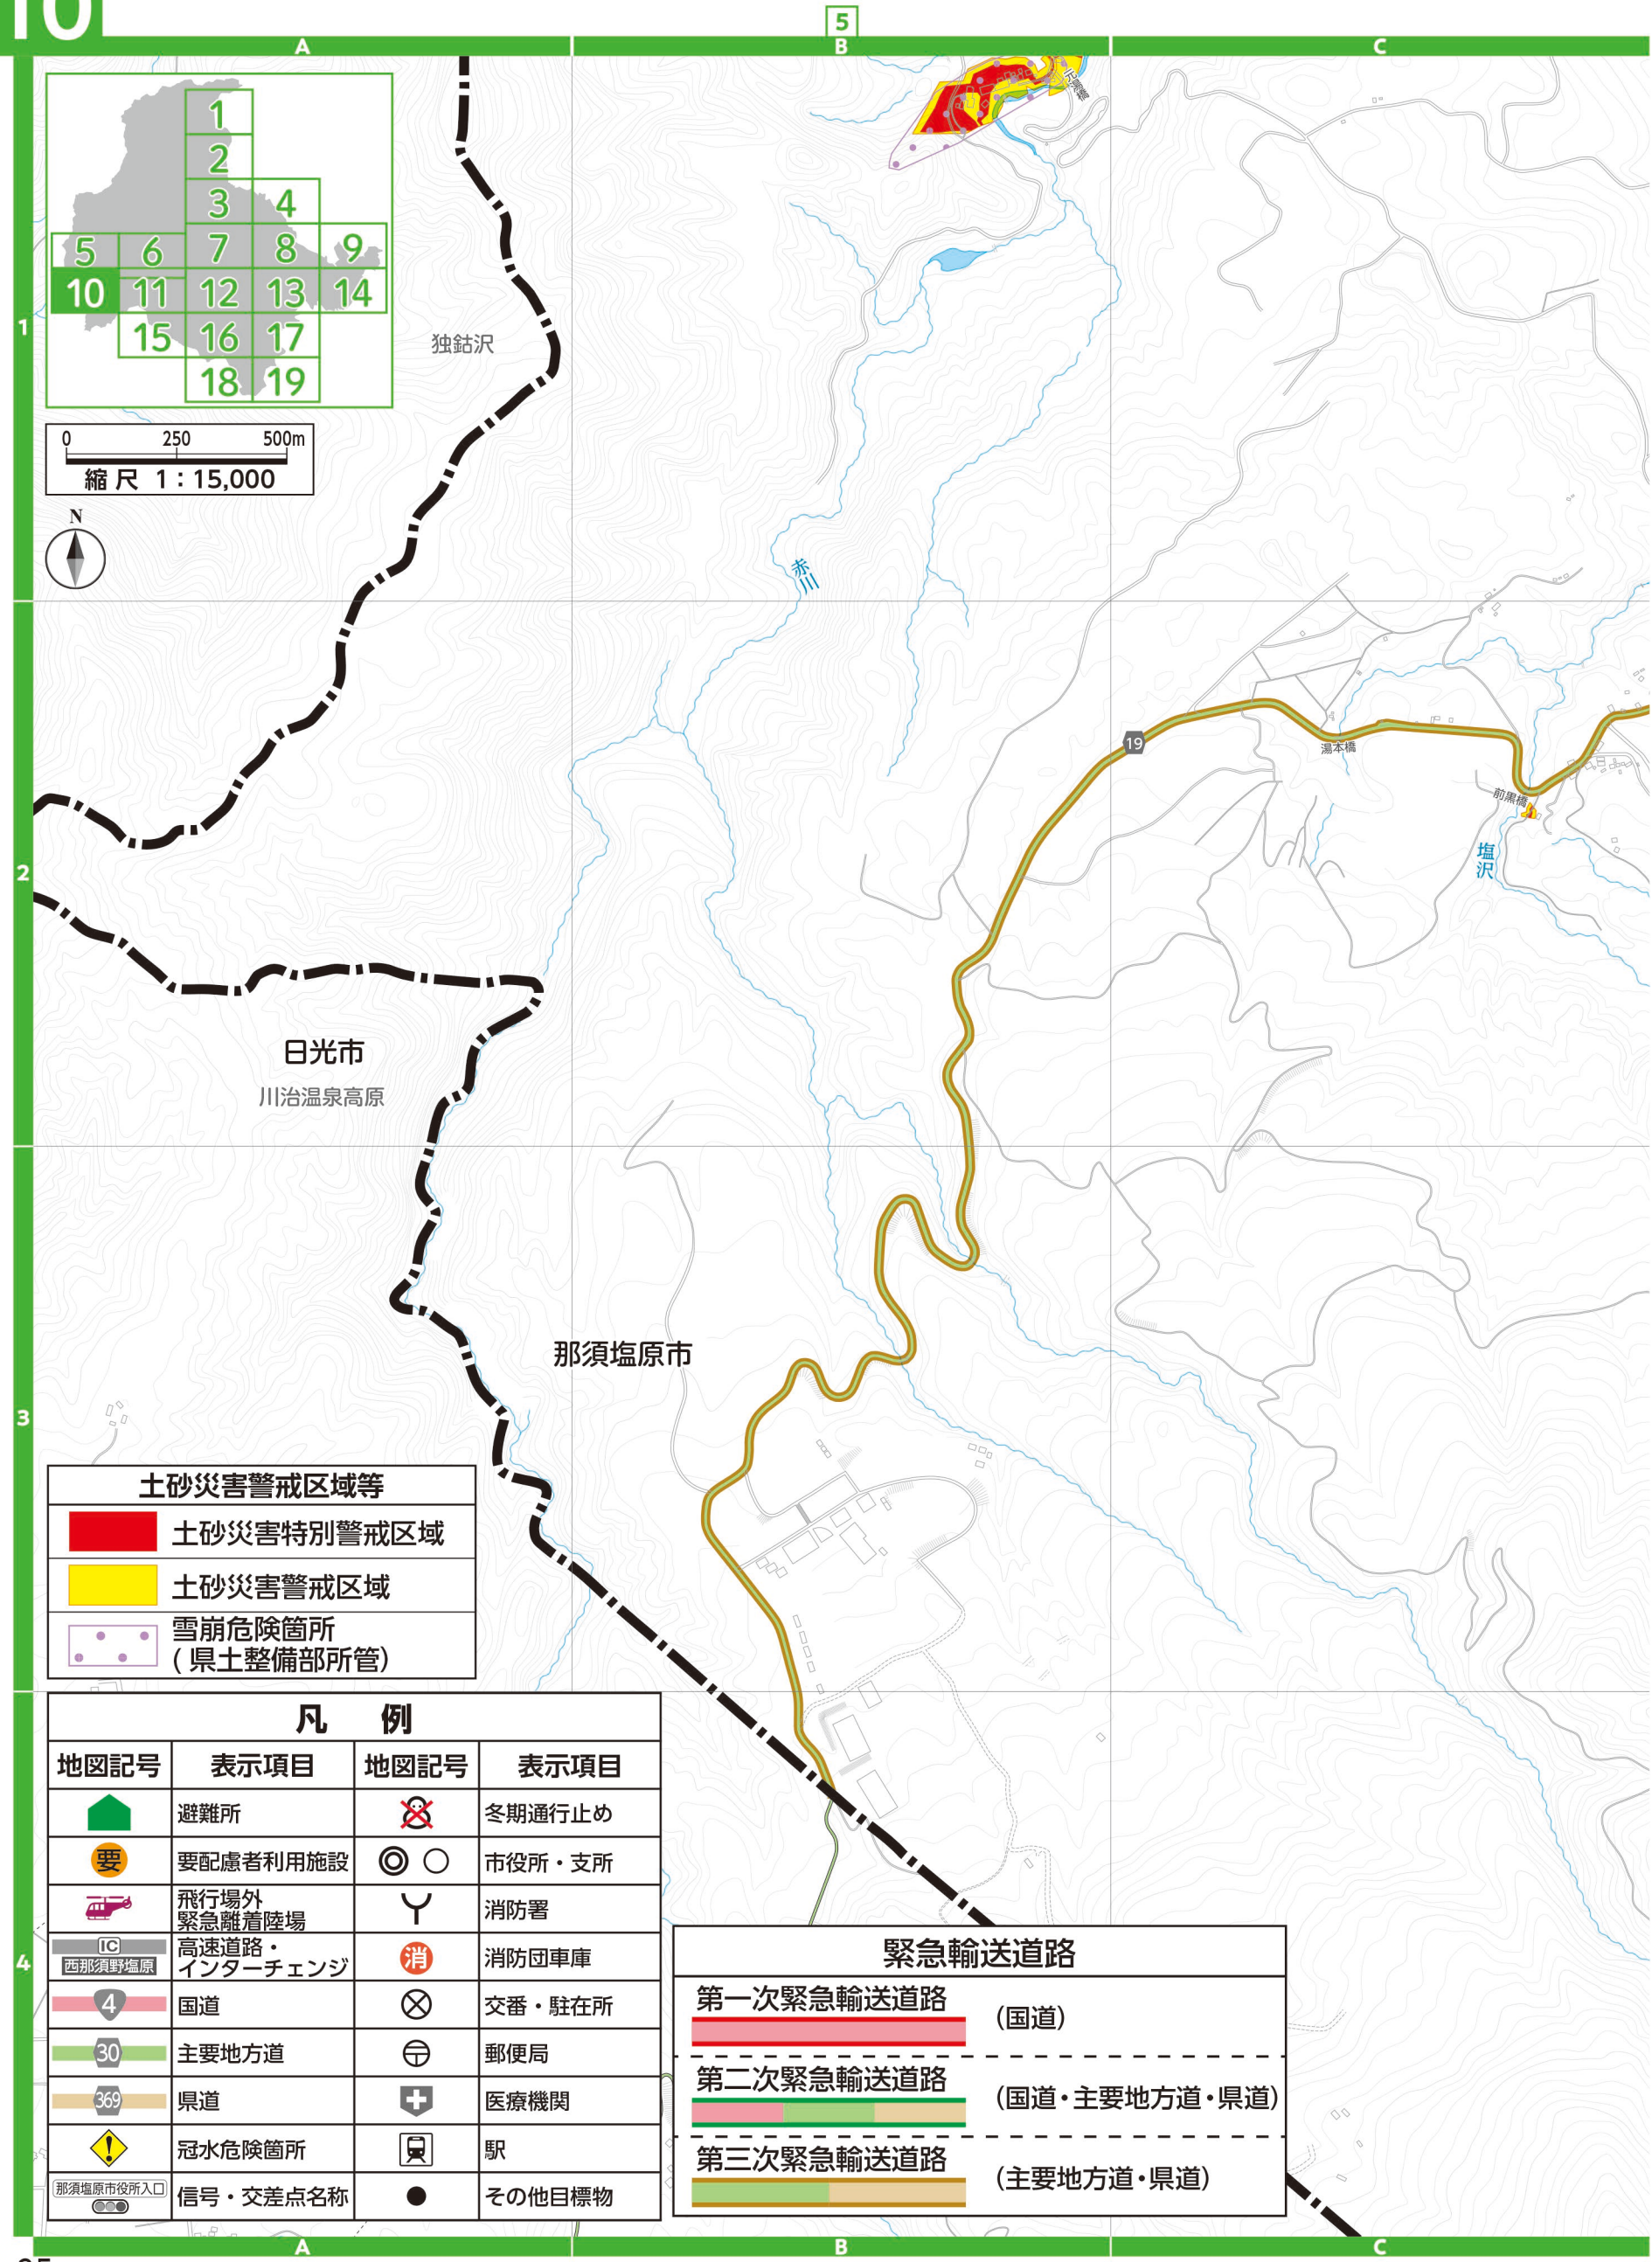 10
5
A
B
C
1
2
3
4
5
6
7
8
9
10
11
12
13
14
15
16
17
18
19
0 250 500m
縮尺 1：15,000
N
1
独鈷沢
元湯橋
赤川
19
湯本橋
前黒橋
塩沢
2
日光市
川治温泉高原
那須塩原市
3
土砂災害警戒区域等
土砂災害特別警戒区域
土砂災害警戒区域
雪崩危険箇所
(県土整備部所管)
凡 例
地図記号 表示項目 地図記号 表示項目
避難所 冬期通行止め
要 要配慮者利用施設 市役所・支所
飛行場外
緊急離着陸場 消防署
IC
西那須野塩原
高速道路・
インターチェンジ
消 消防団車庫
4 国道 交番・駐在所
30 主要地方道 郵便局
369 県道 医療機関
冠水危険箇所 駅
那須塩原市役所入口 信号・交差点名称 その他目標物
4
緊急輸送道路
第一次緊急輸送道路 (国道)
第二次緊急輸送道路 (国道・主要地方道・県道)
第三次緊急輸送道路 (主要地方道・県道)
A
B
C